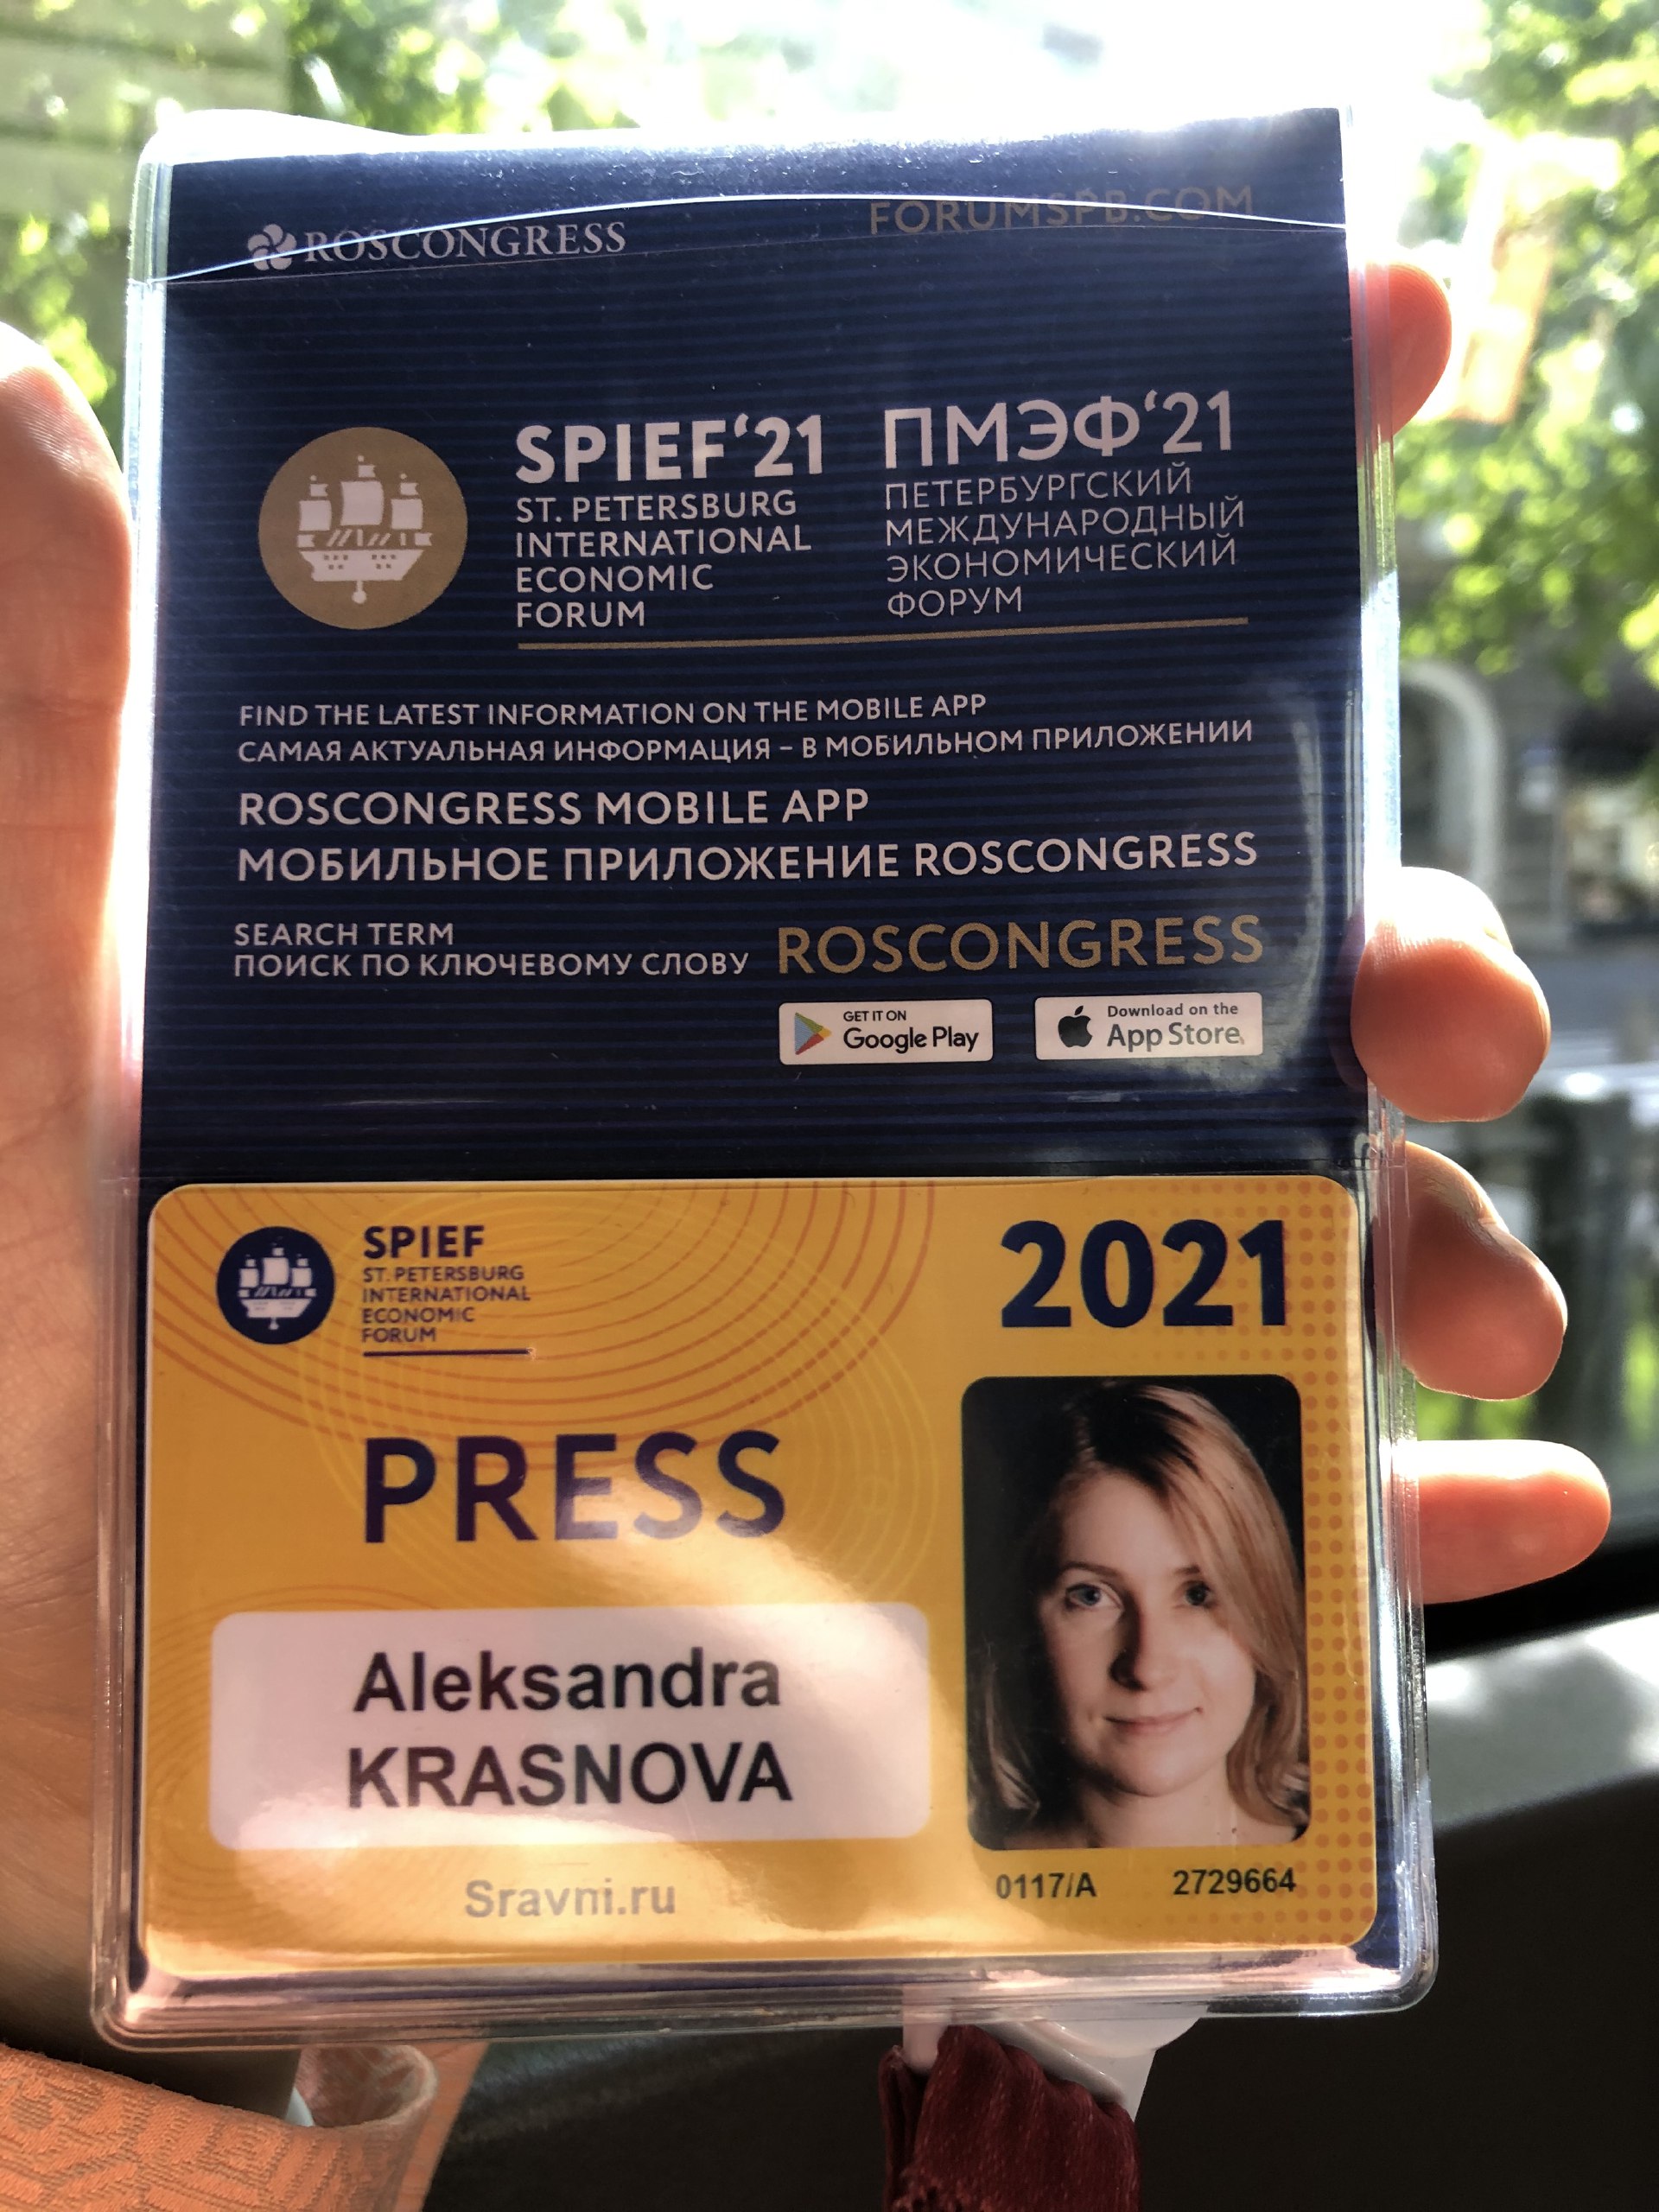 ROSCONGRESS
FORUMSPB.COM
SPIEF‘21
ST. PETERSBURG
INTERNATIONAL
ECONOMIC
FORUM
ПМЭФ‘21
ПЕТЕРБУРГСКИЙ
МЕЖДУНАРОДНЫЙ
ЭКОНОМИЧЕСКИЙ
ФОРУМ
FIND THE LATEST INFORMATION ON THE MOBILE APP
САМАЯ АКТУАЛЬНАЯ ИНФОРМАЦИЯ – В МОБИЛЬНОМ ПРИЛОЖЕНИИ
ROSCONGRESS MOBILE APP
МОБИЛЬНОЕ ПРИЛОЖЕНИЕ ROSCONGRESS
SEARCH TERM
ПОИСК ПО КЛЮЧЕВОМУ СЛОВУ
ROSCONGRESS
GET IT ON
Google Play
Download on the
App Store
SPIEF
ST. PETERSBURG
INTERNATIONAL
ECONOMIC
FORUM
2021
PRESS
Aleksandra
KRASNOVA
Sravni.ru
0117/A 2729664